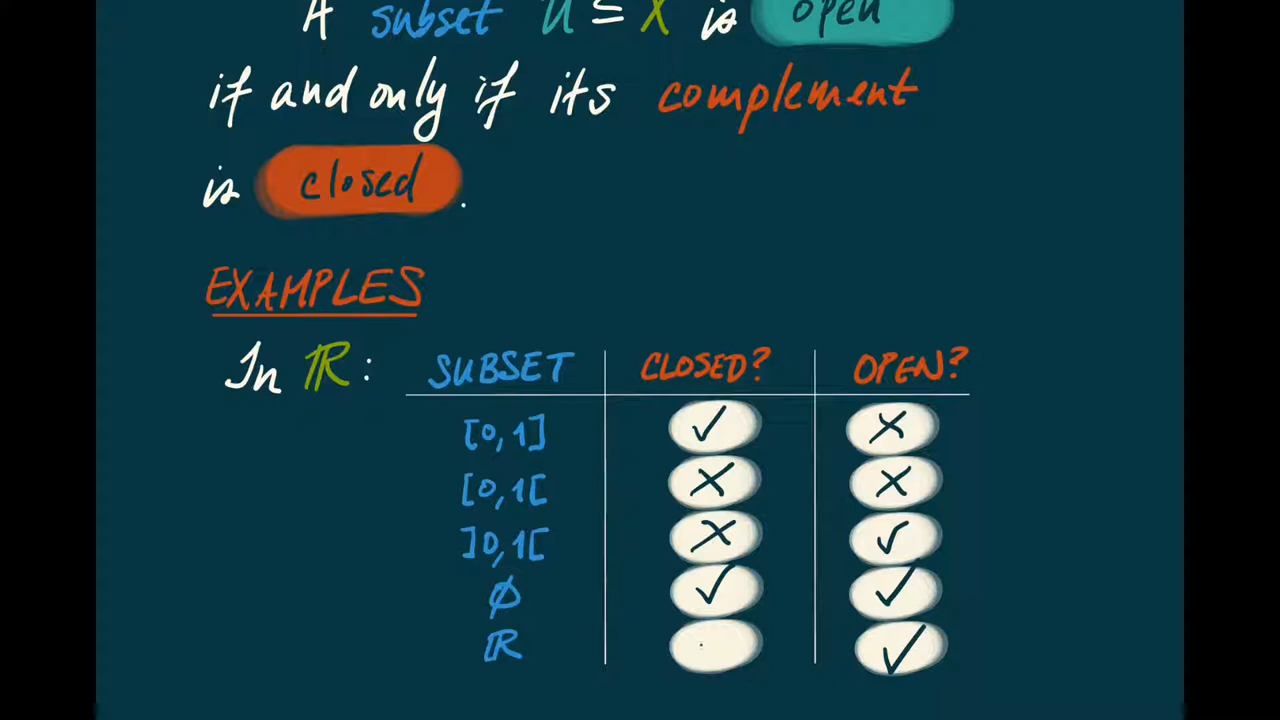 A subset U ⊆ X is open
if and only if its complement
is closed.
EXAMPLES
In ℝ: SUBSET CLOSED? OPEN?
[0,1] ✓ ✗
[0,1[ ✗ ✗
]0,1[ ✗ ✓
∅ ✓ ✓
ℝ ✓